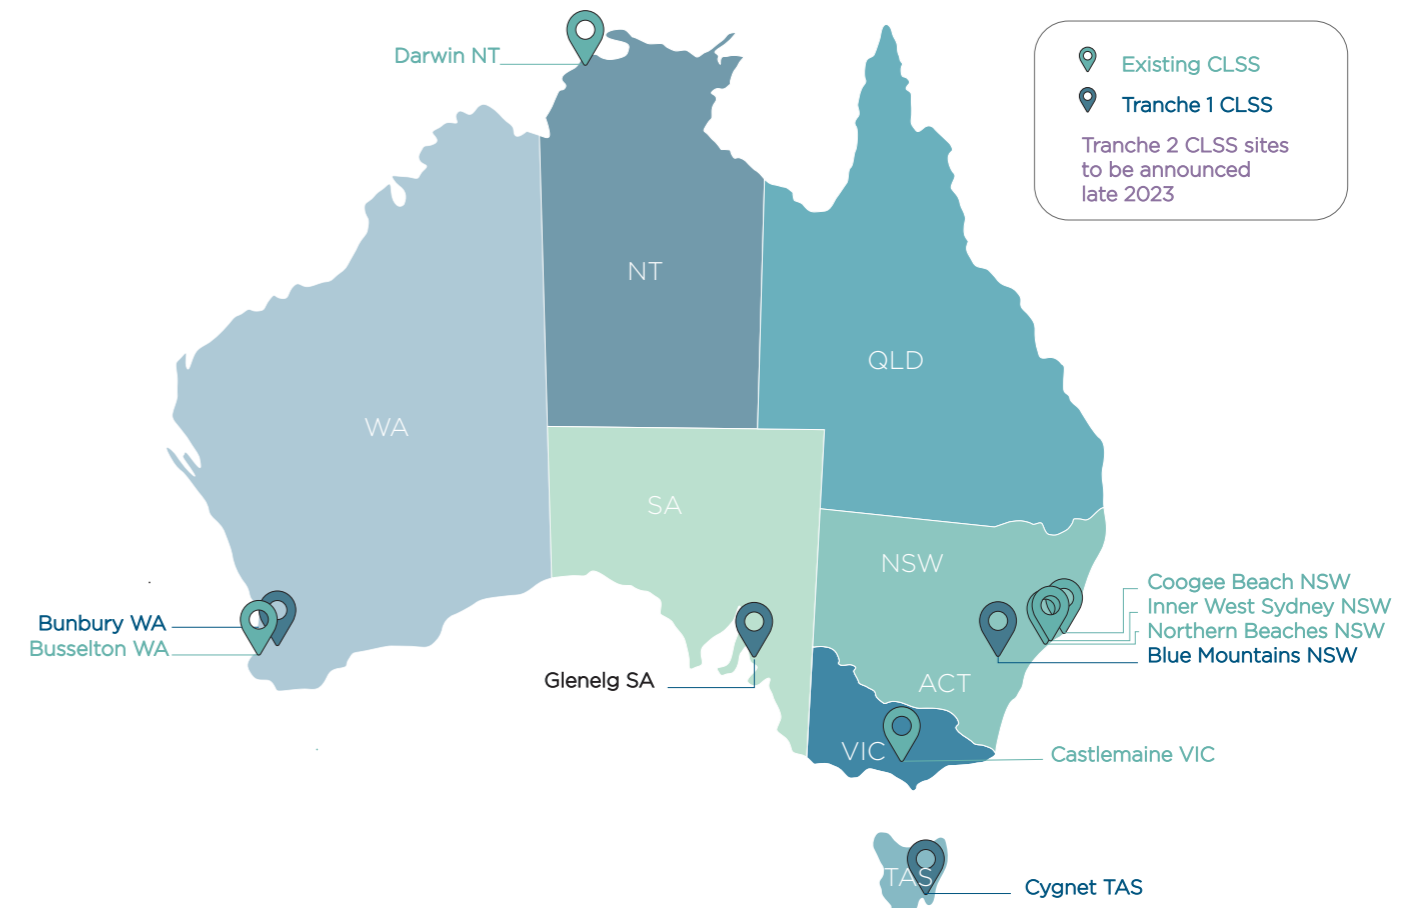 Darwin NT
Existing CLSS
Tranche 1 CLSS
Tranche 2 CLSS sites
to be announced
late 2023
NT
QLD
WA
SA
NSW
Coogee Beach NSW
Inner West Sydney NSW
Northern Beaches NSW
Blue Mountains NSW
Bunbury WA
Busselton WA
Glenelg SA
ACT
VIC
Castlemaine VIC
TAS
Cygnet TAS